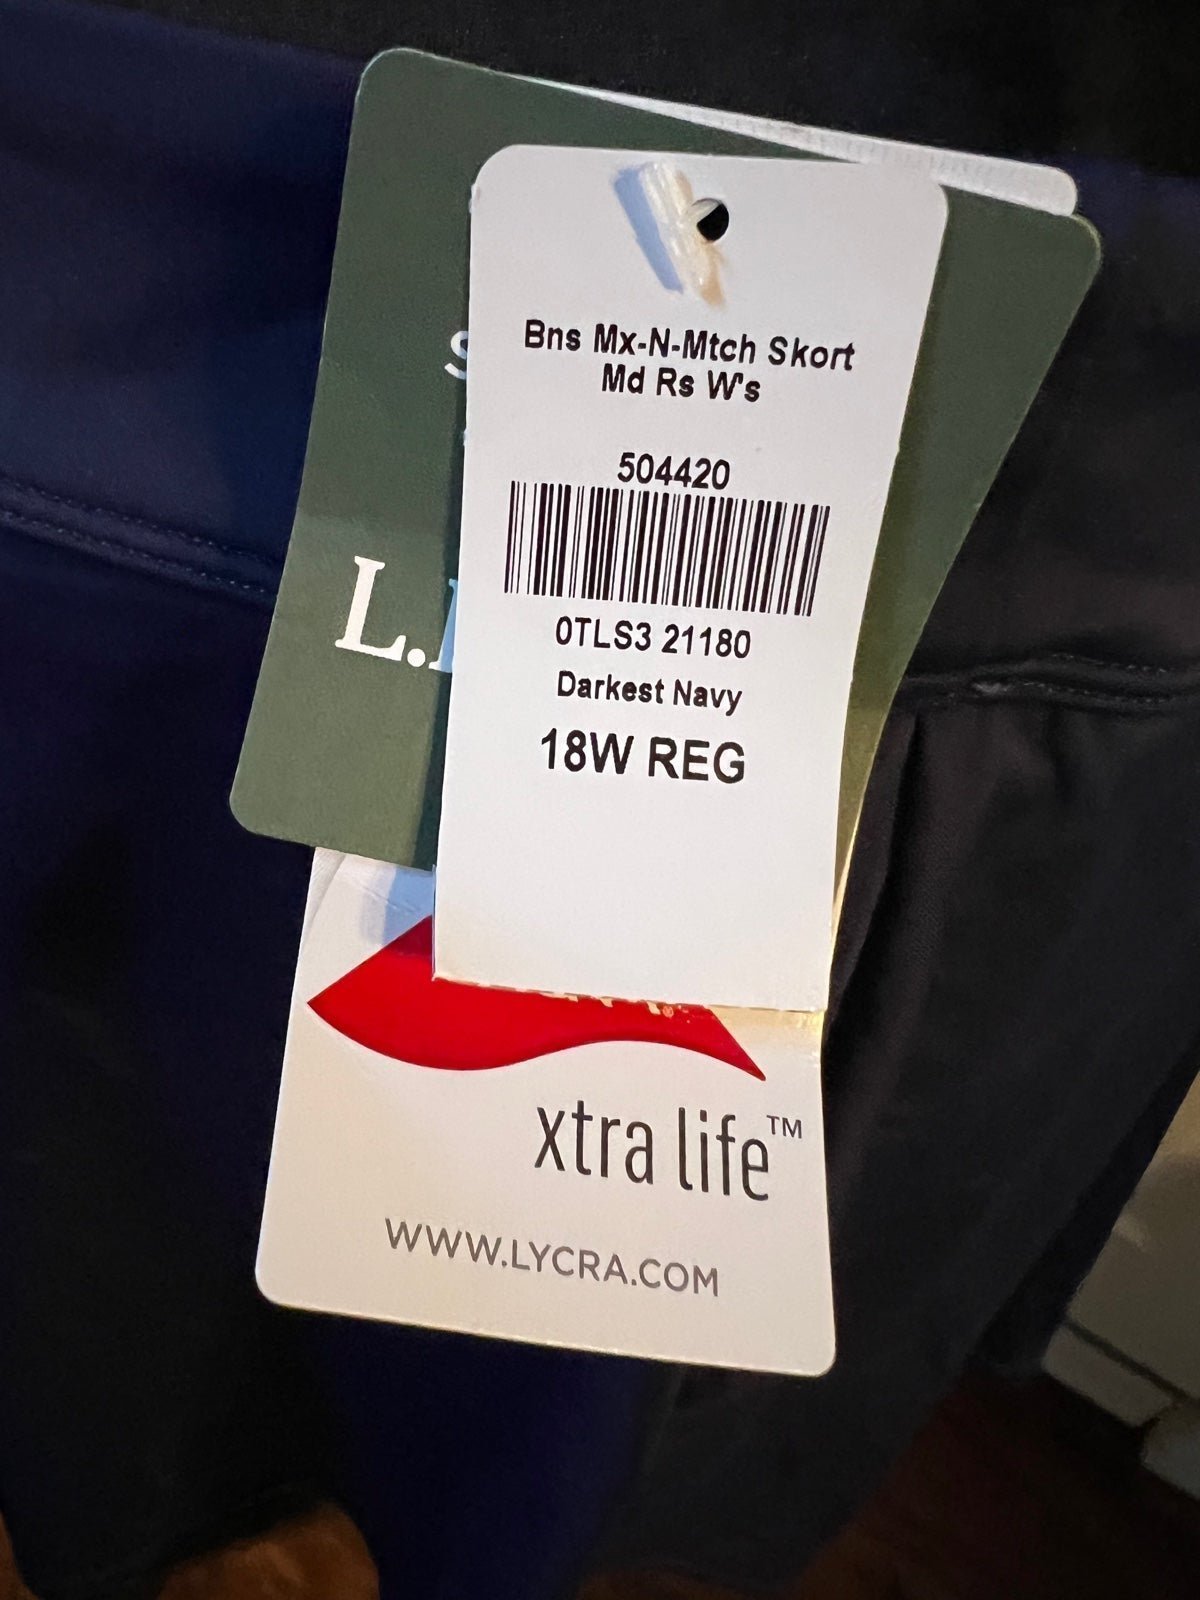 Bns Mx-N-Mtch Skort
Md Rs W's
504420
0TLS3 21180
Darkest Navy
18W REG
L.
xtra life™
WWW.LYCRA.COM